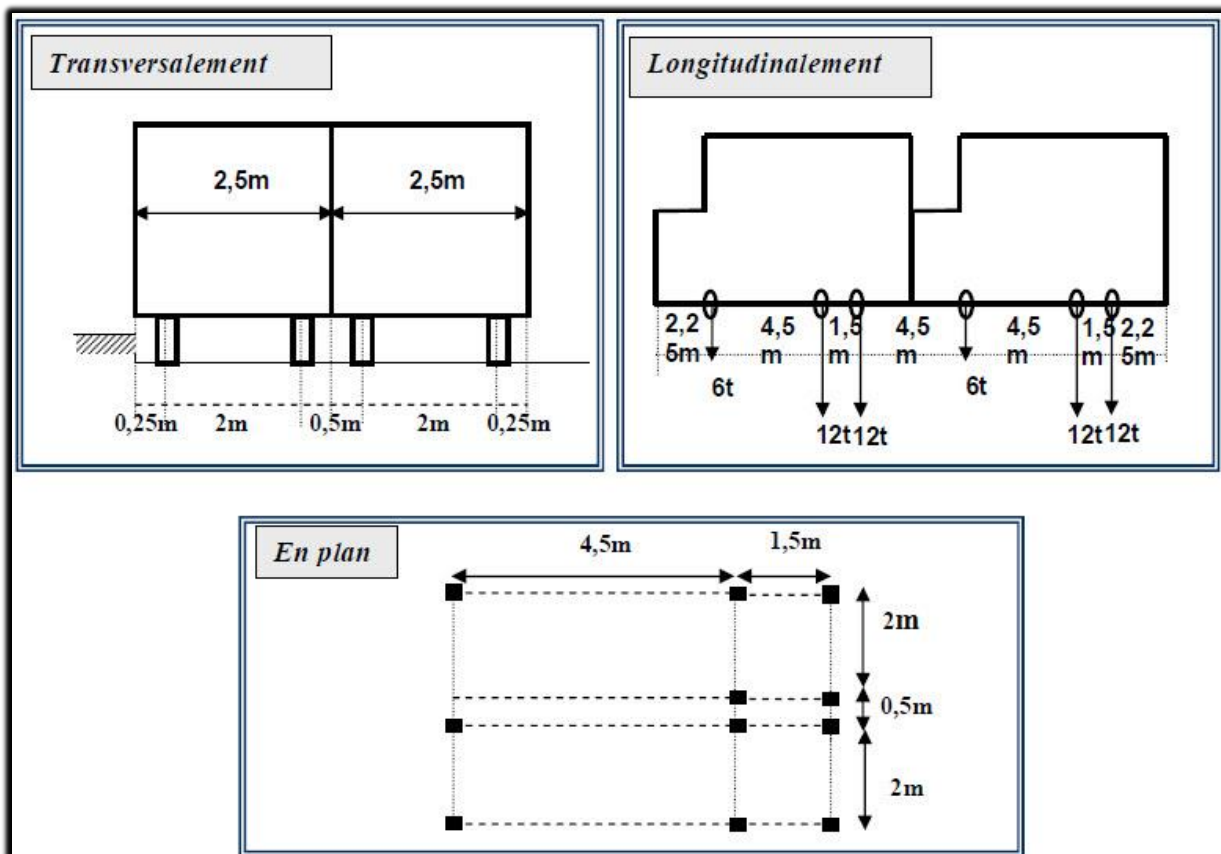 Transversalement
2,5m 2,5m
0,25m 2m 0,5m 2m 0,25m
Longitudinalement
2,2 4,5 1,5 4,5 4,5 1,5 2,2
5m m m m m 5m
6t 6t
12t 12t 12t 12t
En plan
4,5m 1,5m
2m
0,5m
2m